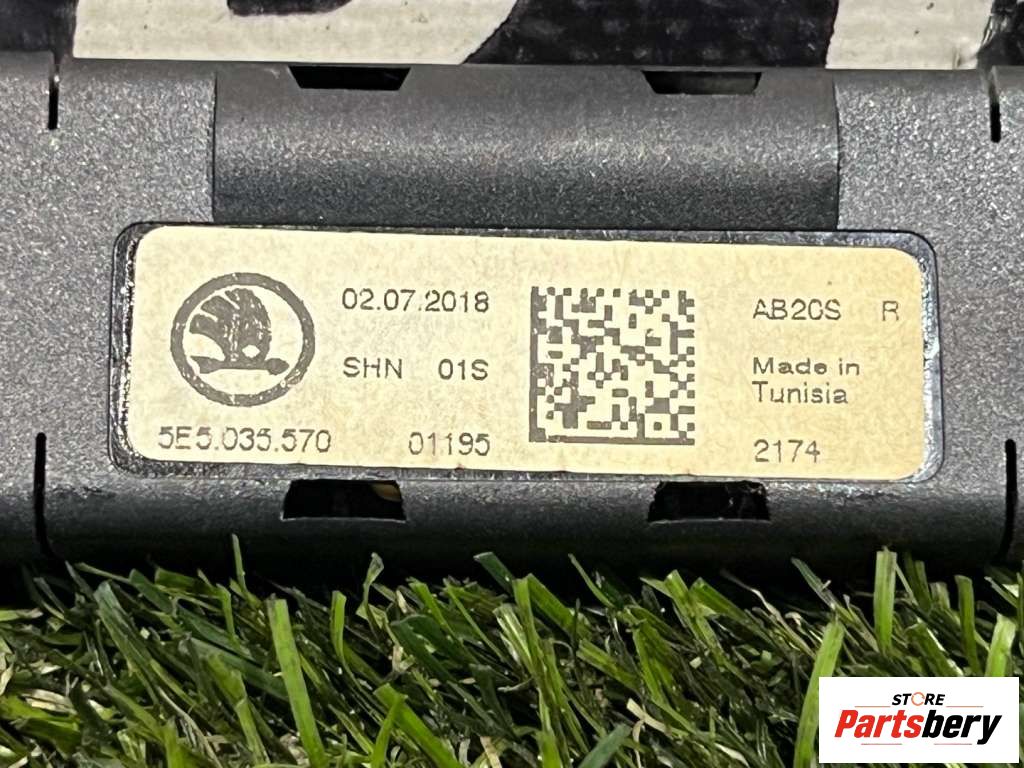 02.07.2018
SHN 01S
5E5.035.570 01195
AB20S R
Made in
Tunisia
2174
STORE
Partsbery